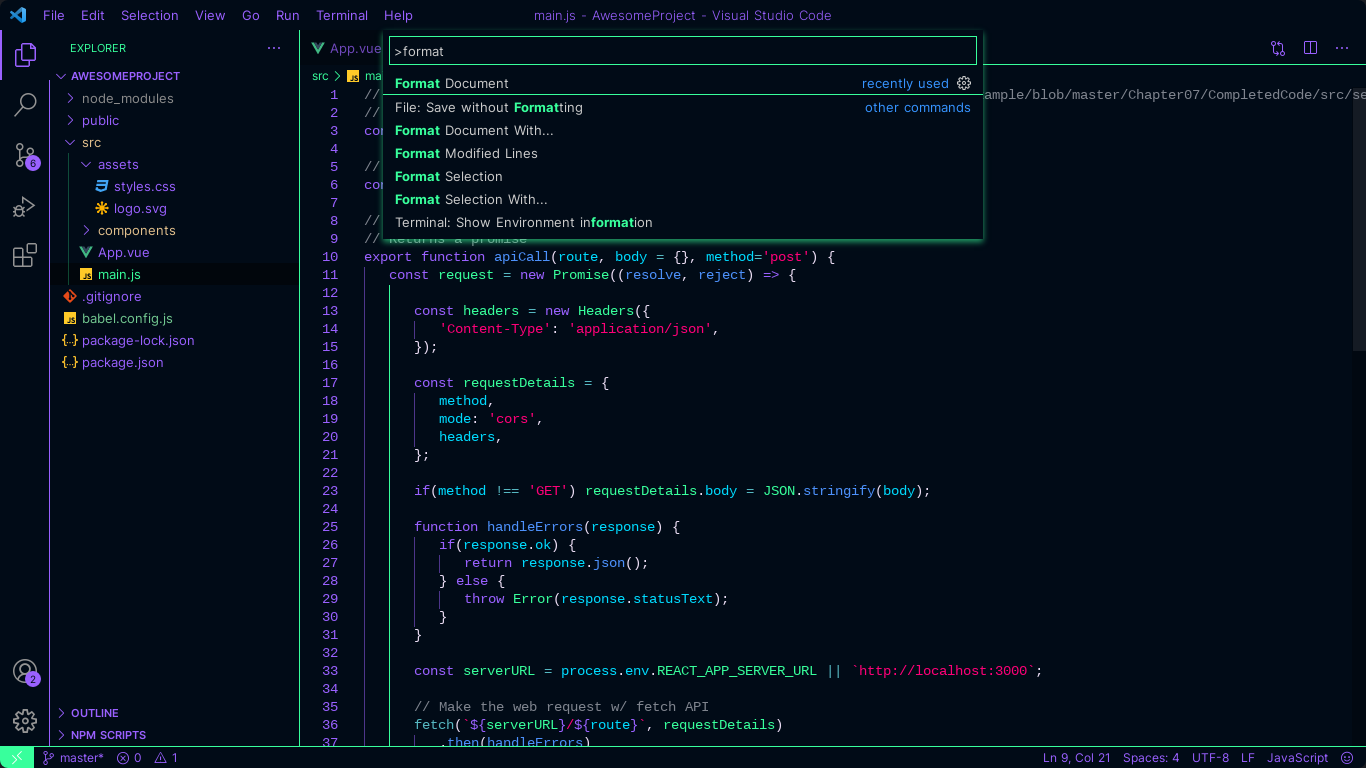 File Edit Selection View Go Run Terminal Help
main.js - AwesomeProject - Visual Studio Code
EXPLORER
AWESOMEPROJECT
node_modules
public
src
assets
styles.css
logo.svg
components
App.vue
main.js
.gitignore
babel.config.js
package-lock.json
package.json
OUTLINE
NPM SCRIPTS
6
2
App.vue
>format
Format Document recently used
File: Save without Formatting other commands
Format Document With...
Format Modified Lines
Format Selection
Format Selection With...
Terminal: Show Environment information
src > JS
1 // ample/blob/master/Chapter07/CompletedCode/src/se
2 //
3
4
5 //
6
7
8 //
9 // Returns a promise
10 export function apiCall(route, body = {}, method='post') {
11 const request = new Promise((resolve, reject) => {
12
13 const headers = new Headers({
14 'Content-Type': 'application/json',
15 });
16
17 const requestDetails = {
18 method,
19 mode: 'cors',
20 headers,
21 };
22
23 if(method !== 'GET') requestDetails.body = JSON.stringify(body);
24
25 function handleErrors(response) {
26 if(response.ok) {
27 return response.json();
28 } else {
29 throw Error(response.statusText);
30 }
31 }
32
33 const serverURL = process.env.REACT_APP_SERVER_URL || `http://localhost:3000`;
34
35 // Make the web request w/ fetch API
36 fetch(`${serverURL}/${route}`, requestDetails)
37 .then(handleErrors)
master* 0 1
Ln 9, Col 21 Spaces: 4 UTF-8 LF JavaScript